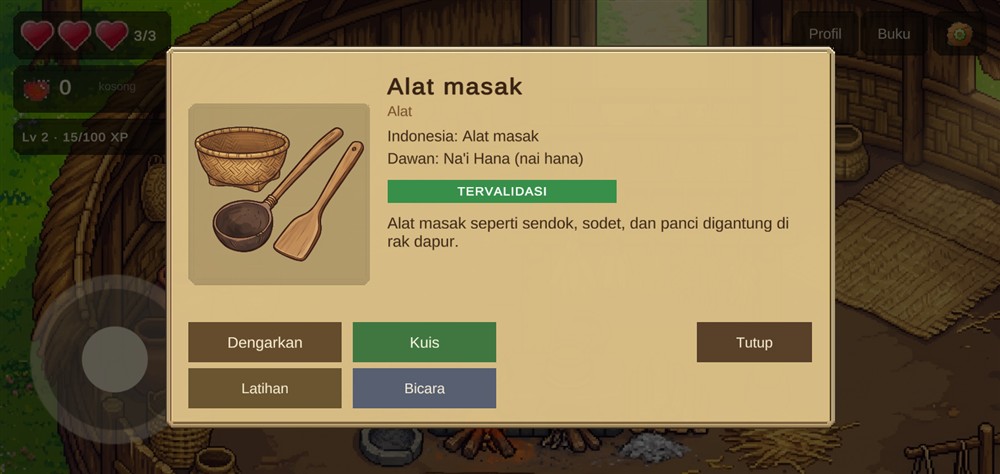 3/3
Profil
Buku
0
kosong
Lv 2 · 15/100 XP
Alat masak
Alat
Indonesia: Alat masak
Dawan: Na'i Hana (nai hana)
TERVALIDASI
Alat masak seperti sendok, sodet, dan panci digantung di
rak dapur.
Dengarkan
Kuis
Tutup
Latihan
Bicara